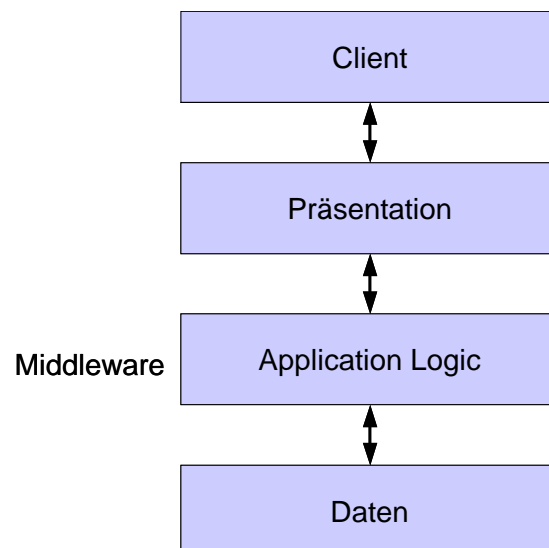 Client
Präsentation
Middleware
Application Logic
Daten